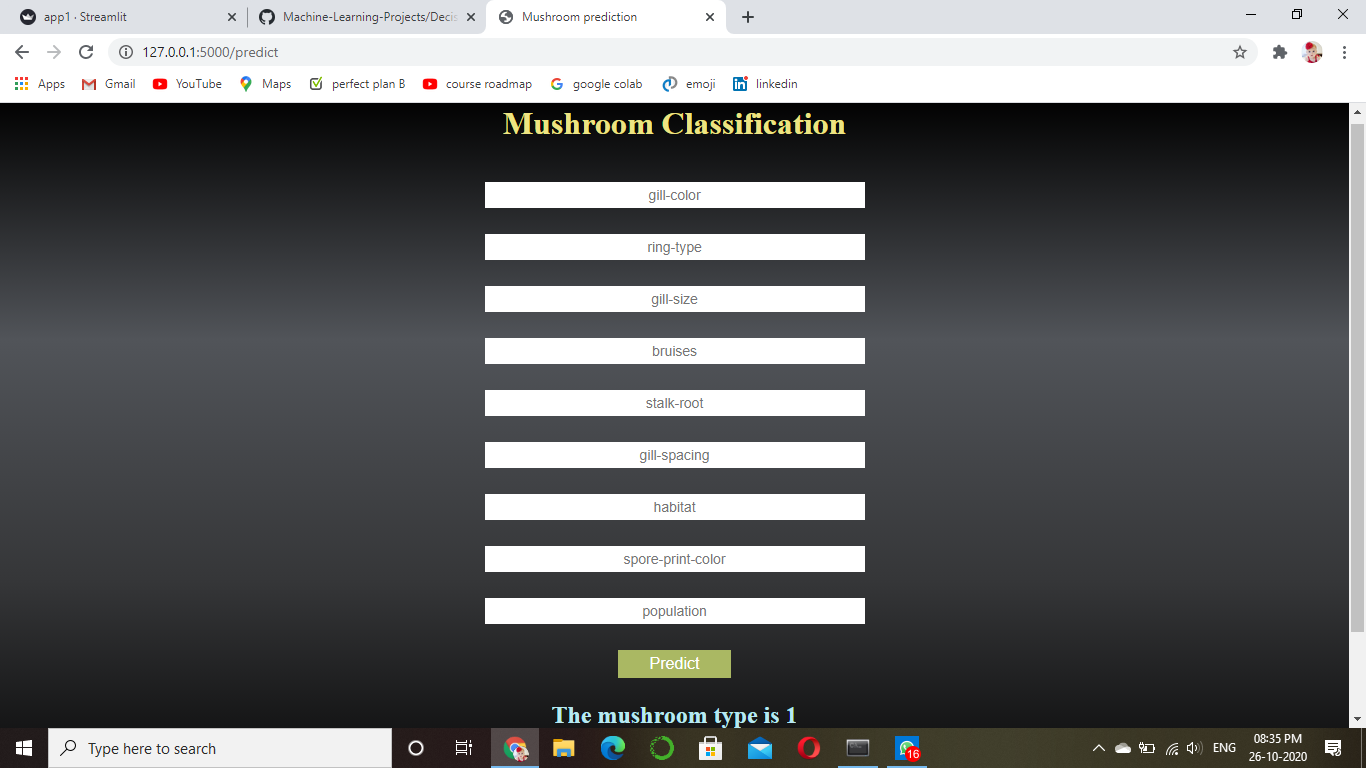 app1 · Streamlit
Machine-Learning-Projects/Decis
Mushroom prediction
127.0.0.1:5000/predict
Apps Gmail YouTube Maps perfect plan B course roadmap google colab emoji linkedin
Mushroom Classification
gill-color
ring-type
gill-size
bruises
stalk-root
gill-spacing
habitat
spore-print-color
population
Predict
The mushroom type is 1
Type here to search
16
ENG
08:35 PM
26-10-2020